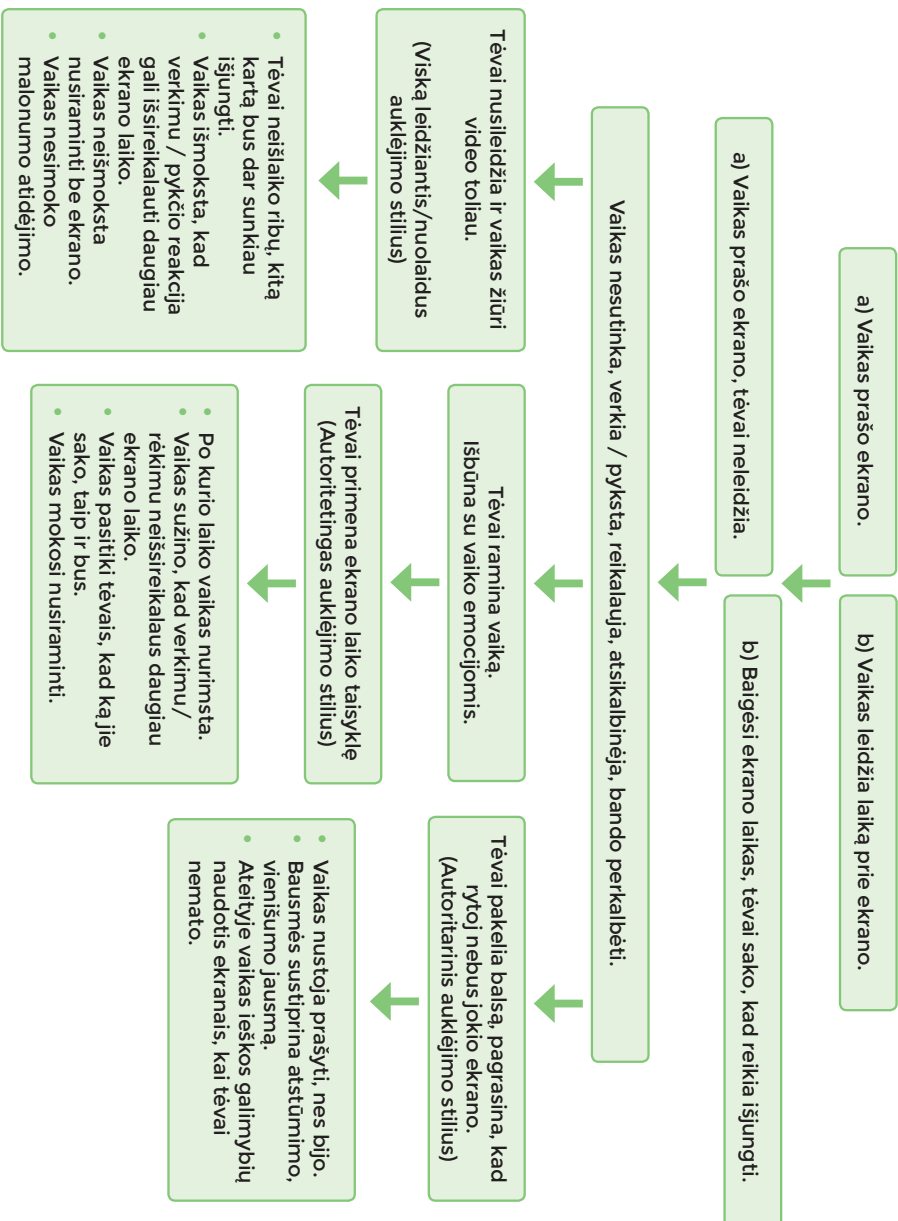 a) Vaikas prašo ekrano.
b) Vaikas leidžia laiką prie ekrano.
a) Vaikas prašo ekrano, tėvai neleidžia.
b) Baigėsi ekrano laikas, tėvai sako, kad reikia išjungti.
Vaikas nesutinka, verkia / pyksta, reikalauja, atsikalbinėja, bando perkalbėti.
Tėvai nusileidžia ir vaikas žiūri
video toliau.
(Viską leidžiantis/nuolaidus
auklėjimo stilius)
• Tėvai neišlaiko ribų, kitą
kartą bus dar sunkiau
išjungti.
• Vaikas išmoksta, kad
verkimu / pykčio reakcija
gali išsireikalauti daugiau
ekrano laiko.
• Vaikas neišmoksta
nusiraminti be ekrano.
• Vaikas nesimoko
malonumo atidėjimo.
Tėvai ramina vaiką.
Išbūna su vaiko emocijomis.
Tėvai primena ekrano laiko taisyklę
(Autoritetingas auklėjimo stilius)
• Po kurio laiko vaikas nurimsta.
• Vaikas sužino, kad verkimu/
rėkimu neišsireikalaus daugiau
ekrano laiko.
• Vaikas pasitiki tėvais, kad ką jie
sako, taip ir bus.
• Vaikas mokosi nusiraminti.
Tėvai pakelia balsą, pagrasina, kad
rytoj nebus jokio ekrano.
(Autoritarinis auklėjimo stilius)
• Vaikas nustoja prašyti, nes bijo.
• Bausmės sustiprina atstūmimo,
vienišumo jausmą.
• Ateityje vaikas ieškos galimybių
naudotis ekranais, kai tėvai
nemato.